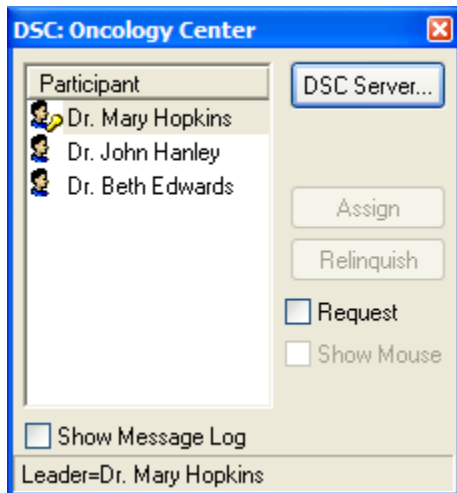 DSC: Oncology Center
Participant
DSC Server...
Dr. Mary Hopkins
Dr. John Hanley
Dr. Beth Edwards
Assign
Relinquish
Request
Show Mouse
Show Message Log
Leader=Dr. Mary Hopkins